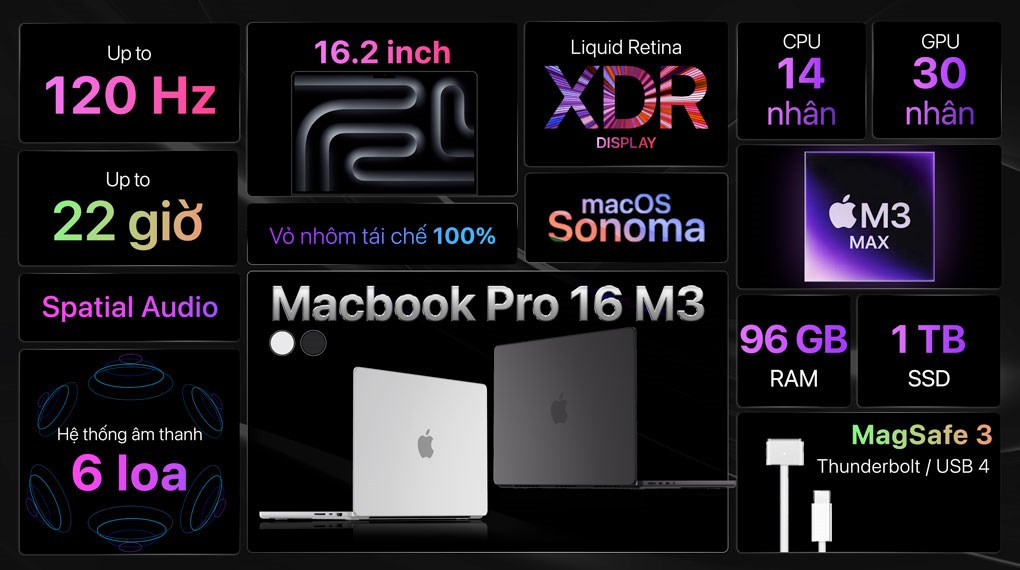 Up to
120 Hz
16.2 inch
Liquid Retina
XDR
DISPLAY
CPU
14
nhân
GPU
30
nhân
Up to
22 giờ
Vỏ nhôm tái chế 100%
macOS
Sonoma
M3
MAX
Spatial Audio
Macbook Pro 16 M3
96 GB
RAM
1 TB
SSD
Hệ thống âm thanh
6 loa
MagSafe 3
Thunderbolt / USB 4